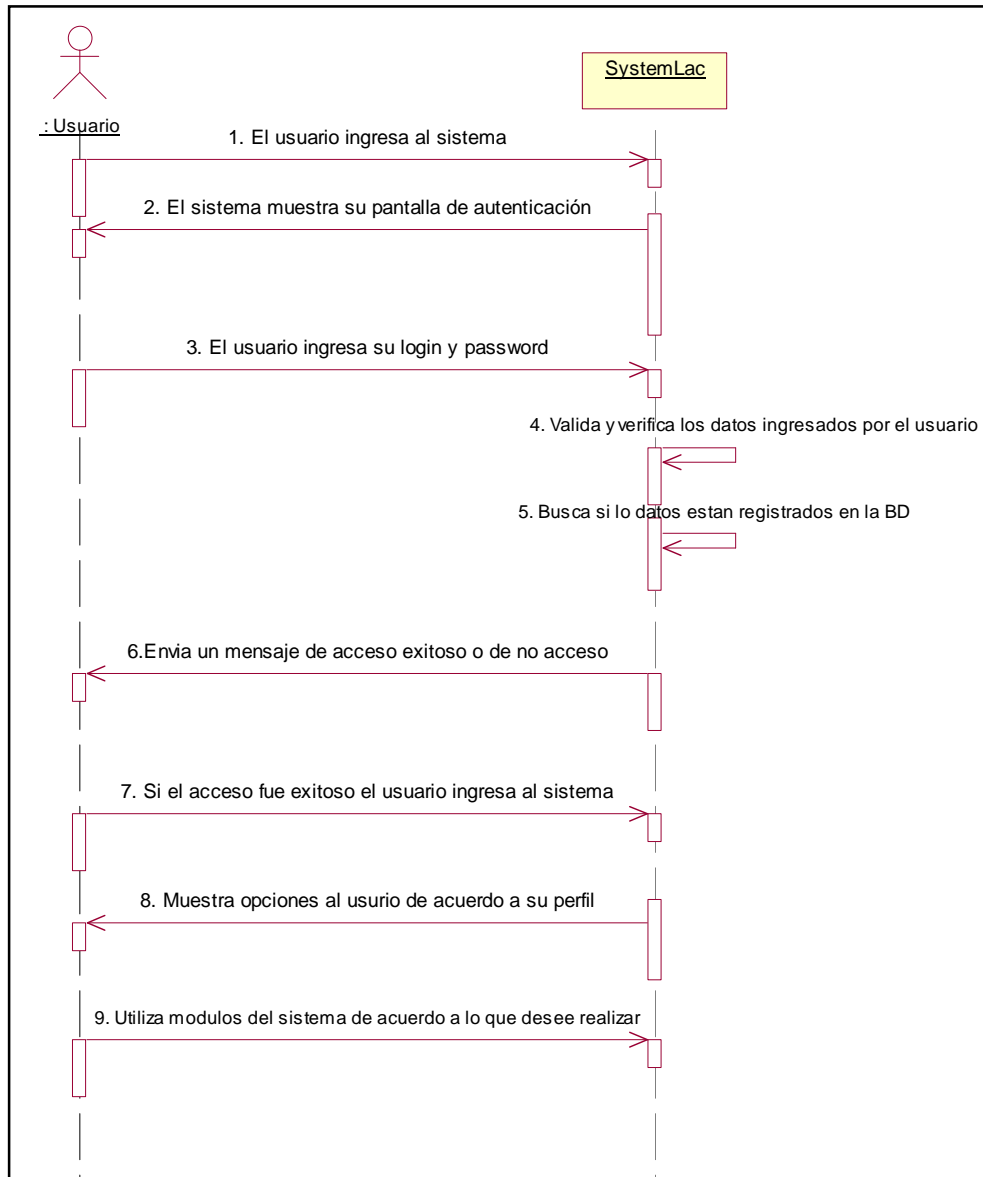 SystemLac
: Usuario
1. El usuario ingresa al sistema
2. El sistema muestra su pantalla de autenticación
3. El usuario ingresa su login y password
4. Valida y verifica los datos ingresados por el usuario
5. Busca si lo datos estan registrados en la BD
6.Envia un mensaje de acceso exitoso o de no acceso
7. Si el acceso fue exitoso el usuario ingresa al sistema
8. Muestra opciones al usurio de acuerdo a su perfil
9. Utiliza modulos del sistema de acuerdo a lo que desee realizar